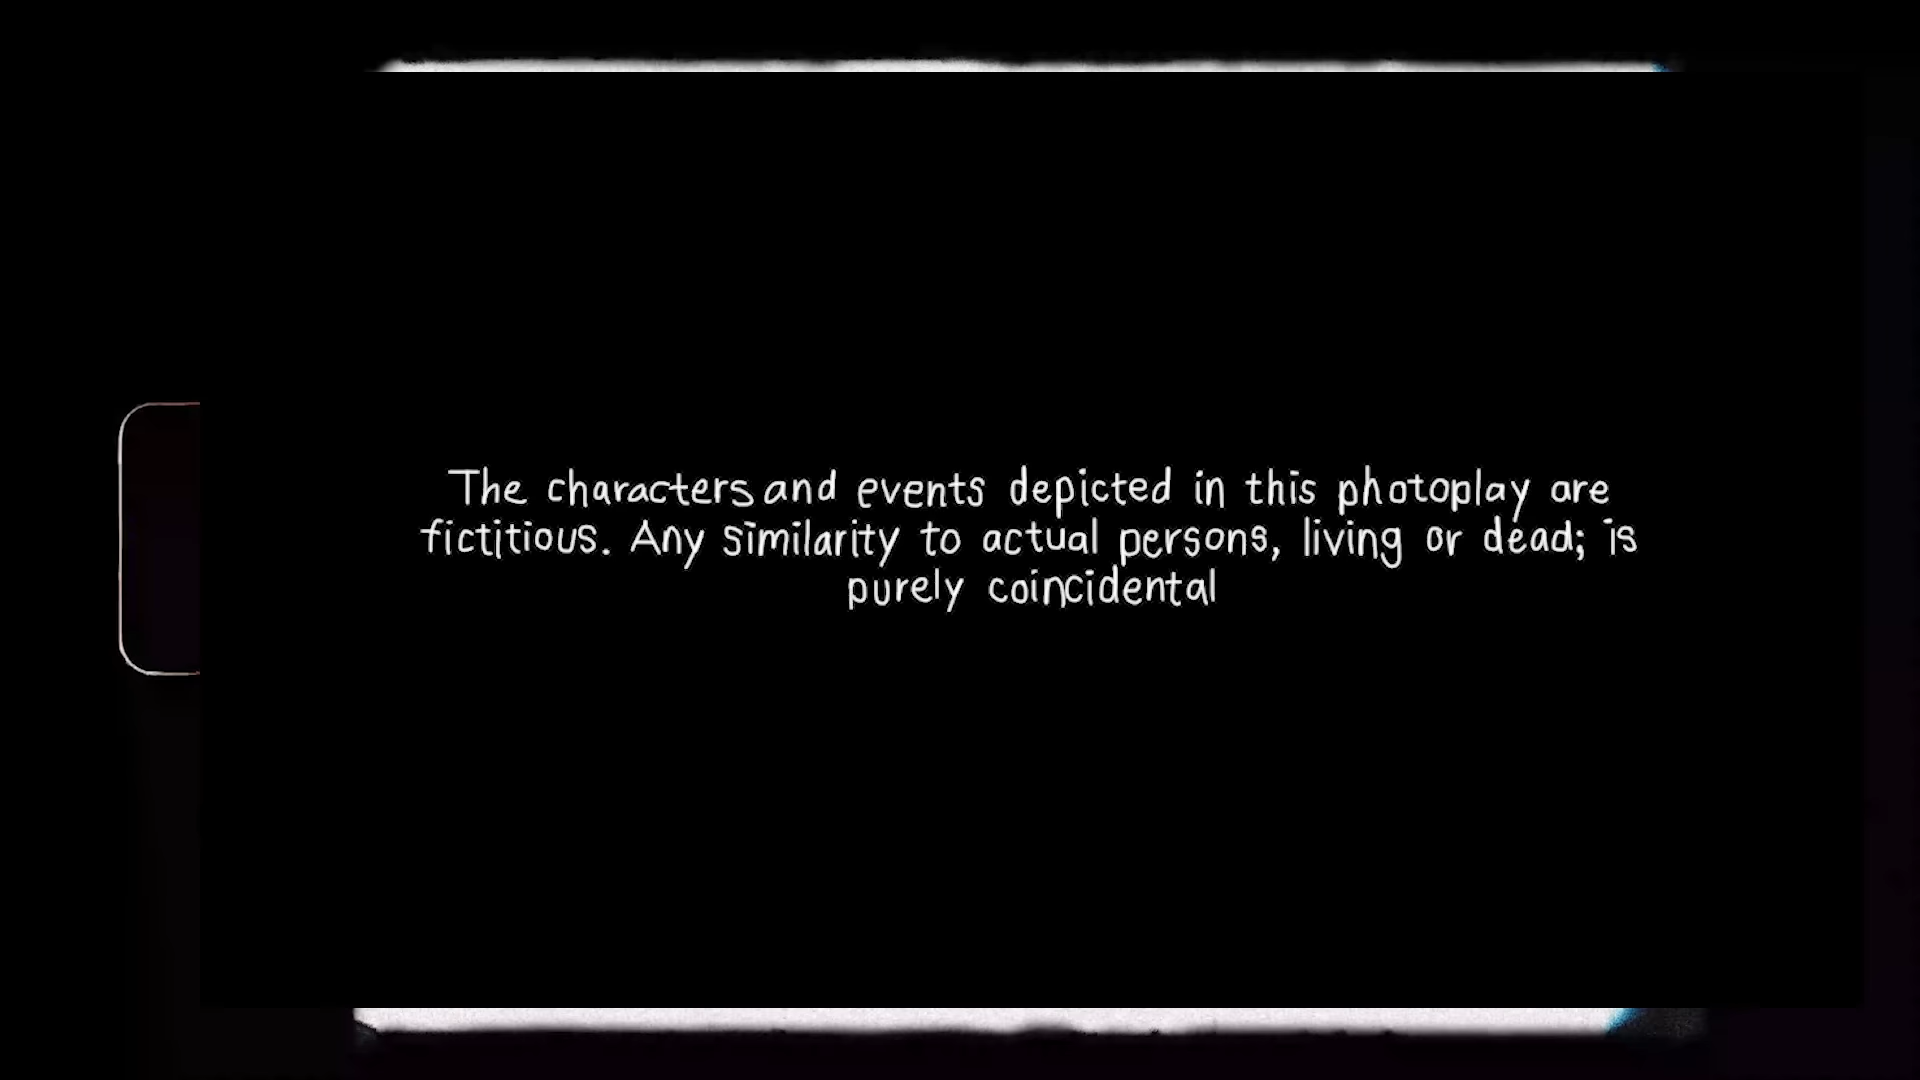 The characters and events depicted in this photoplay are
fictitious. Any similarity to actual persons, living or dead; is
purely coincidental